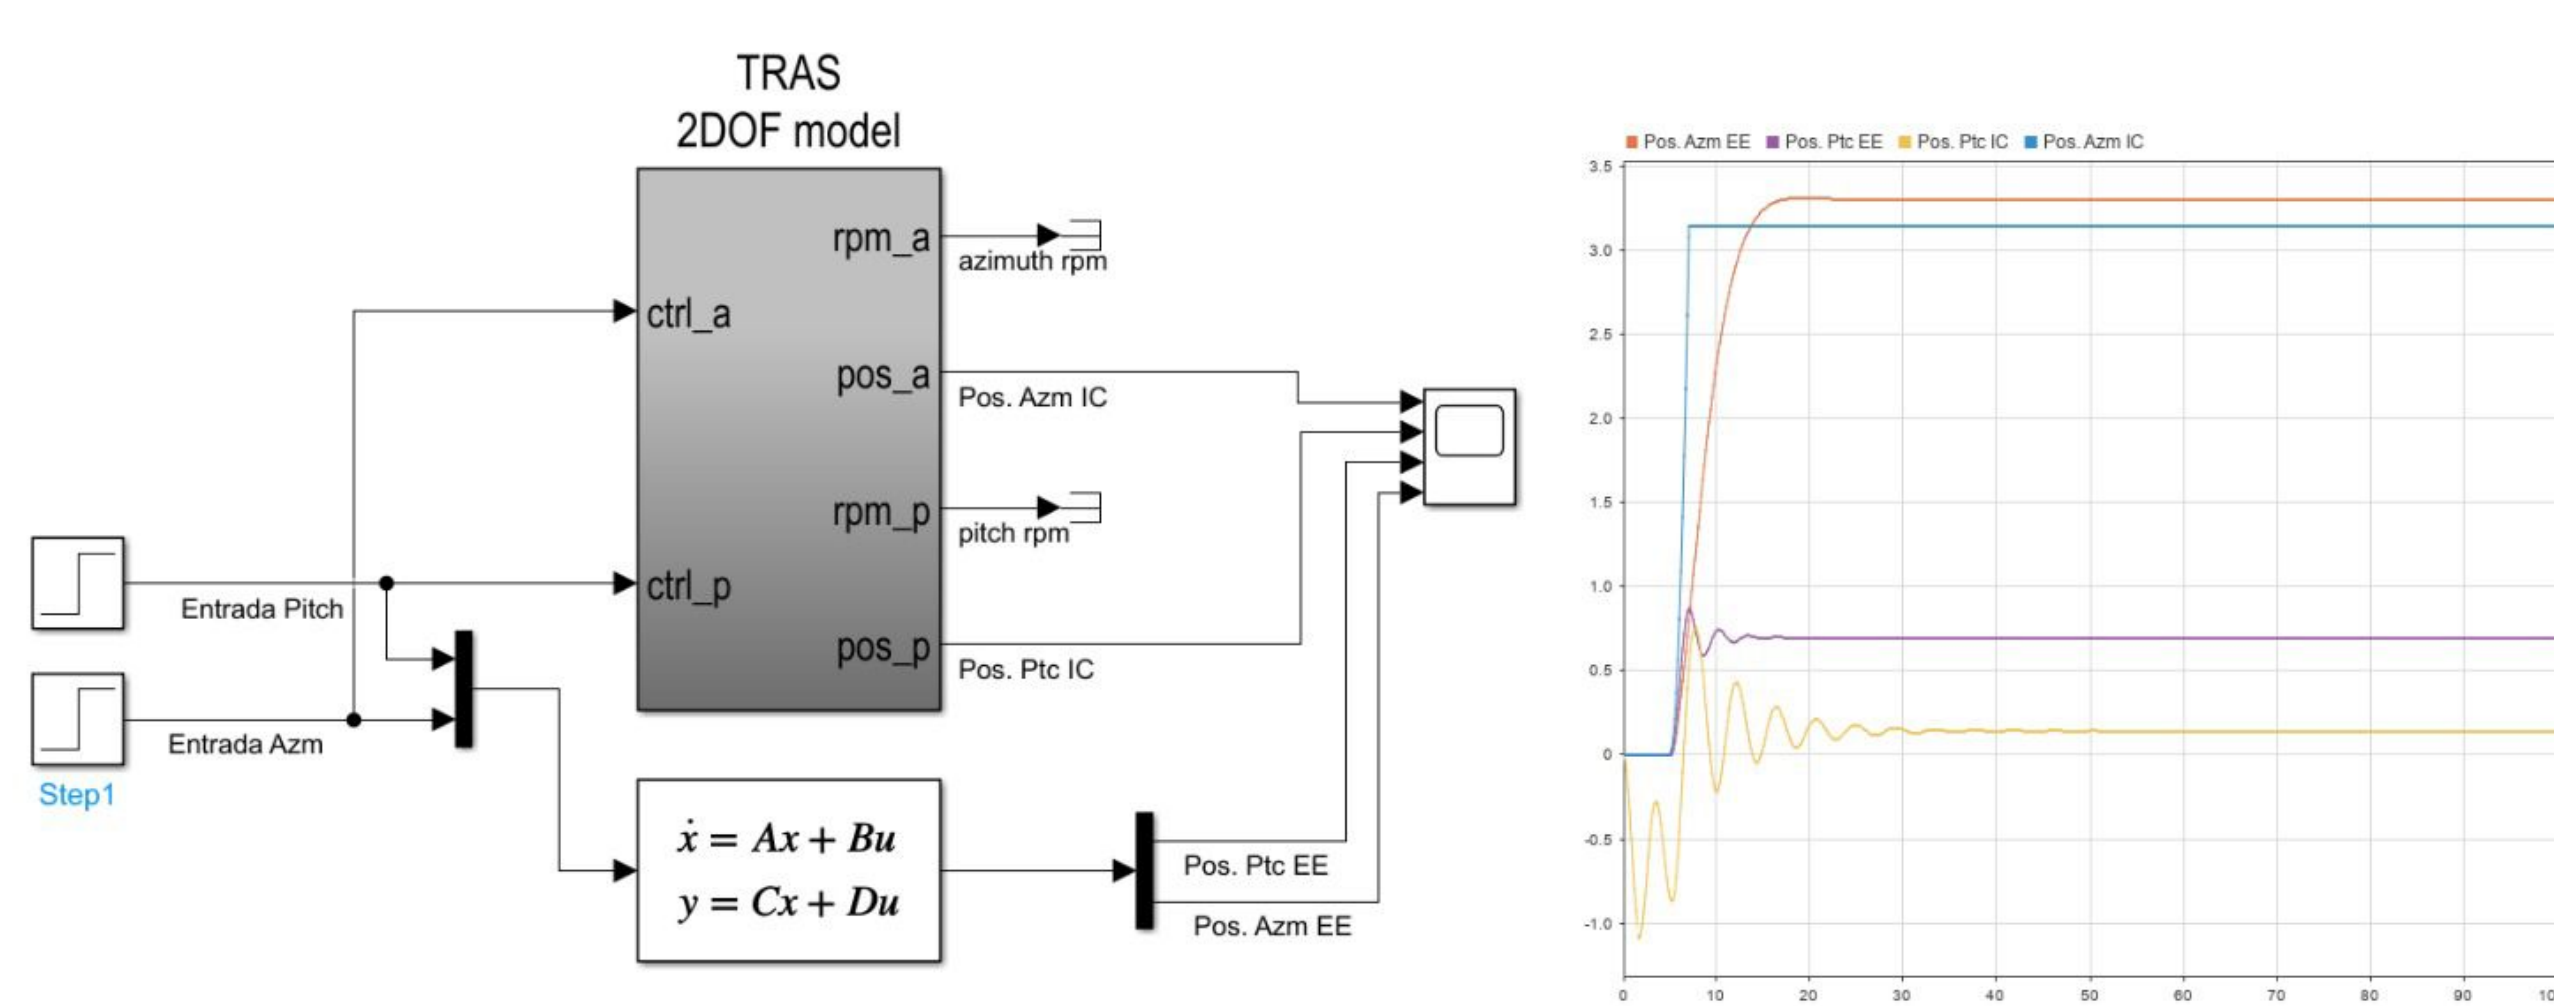 TRAS
2DOF model
rpm_a
azimuth rpm
ctrl_a
pos_a
Pos. Azm IC
rpm_p
pitch rpm
ctrl_p
Entrada Pitch
pos_p
Pos. Ptc IC
Entrada Azm
Step1
ẋ = Ax + Bu
y = Cx + Du
Pos. Ptc EE
Pos. Azm EE
Pos. Azm EE Pos. Ptc EE Pos. Ptc IC Pos. Azm IC
3.5
3.0
2.5
2.0
1.5
1.0
0.5
0
-0.5
-1.0
0 10 20 30 40 50 60 70 80 90 10